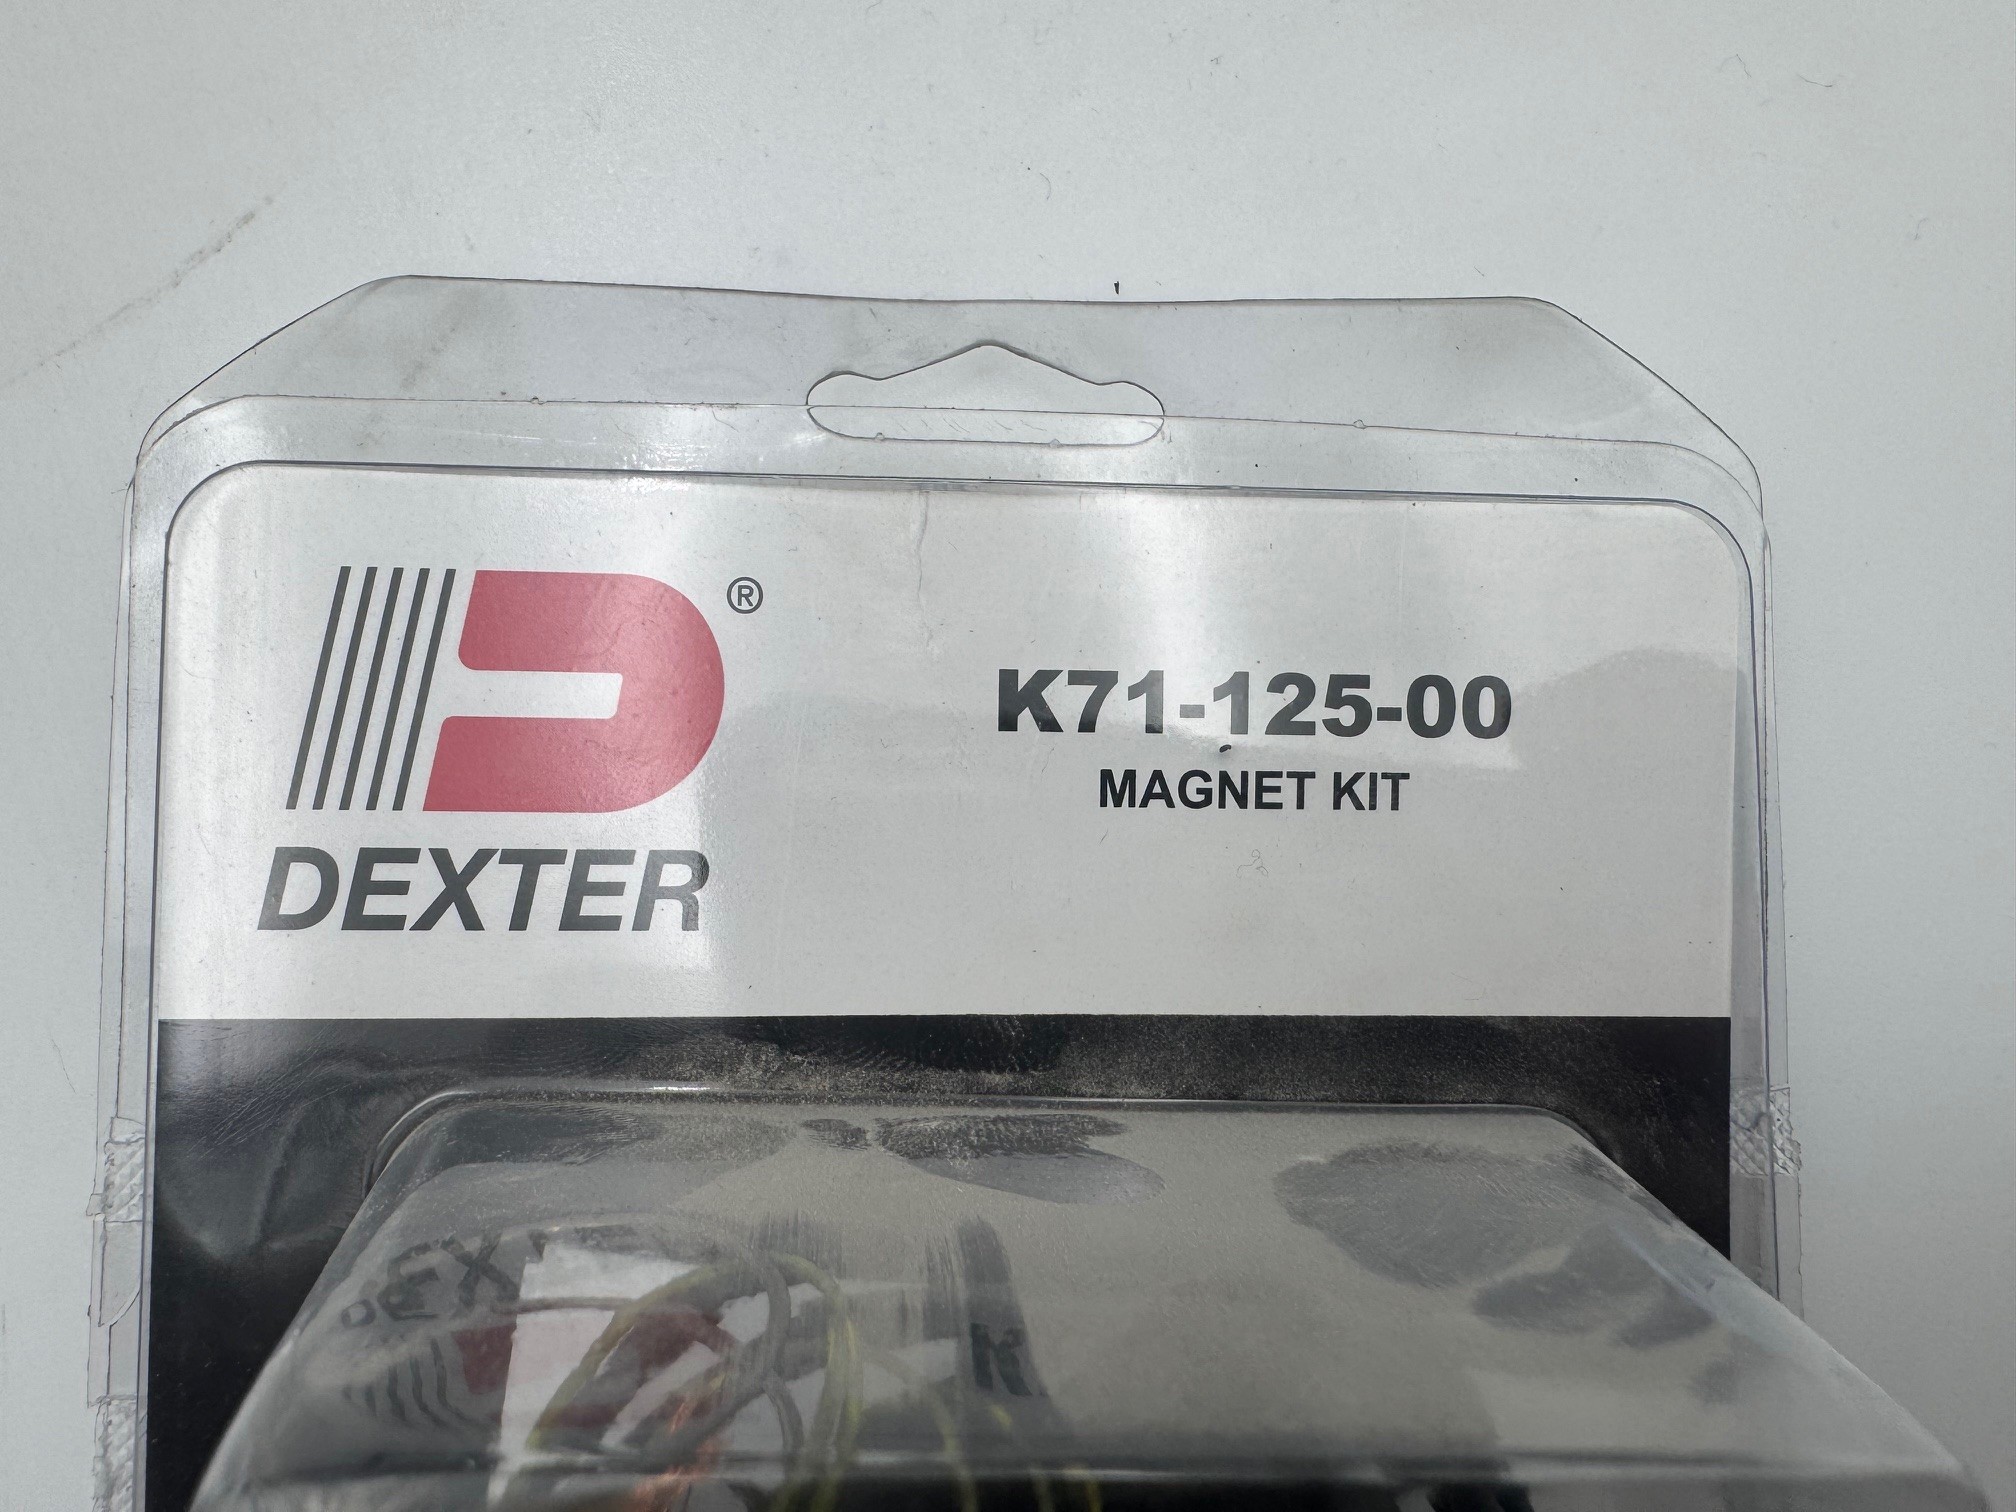 ®
DEXTER
K71-125-00
MAGNET KIT